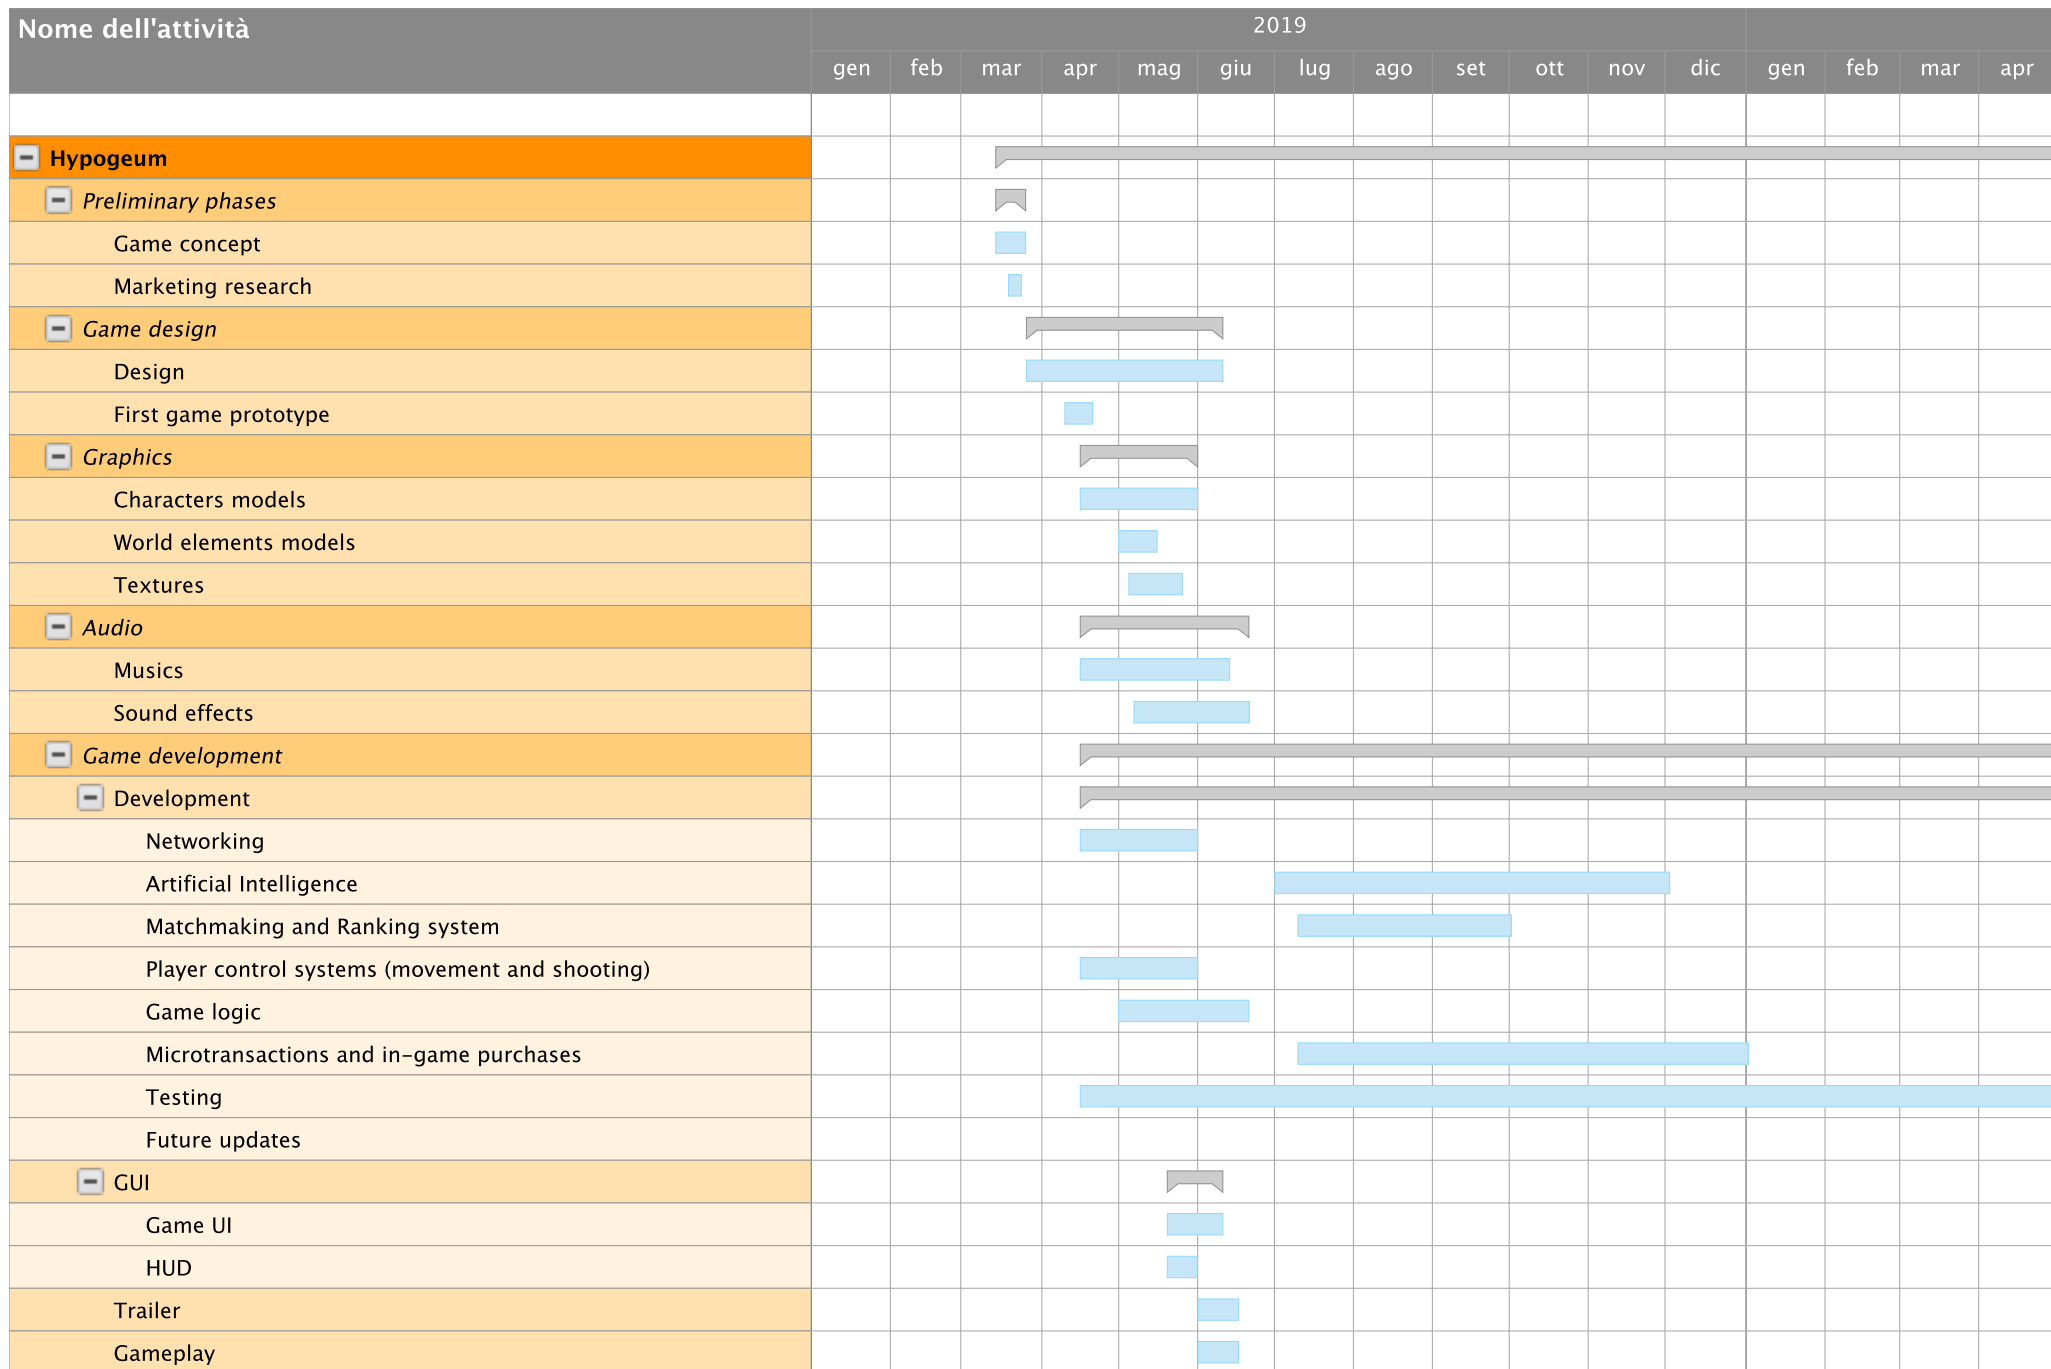 Nome dell'attività
2019
gen feb mar apr mag giu lug ago set ott nov dic gen feb mar apr
Hypogeum
Preliminary phases
Game concept
Marketing research
Game design
Design
First game prototype
Graphics
Characters models
World elements models
Textures
Audio
Musics
Sound effects
Game development
Development
Networking
Artificial Intelligence
Matchmaking and Ranking system
Player control systems (movement and shooting)
Game logic
Microtransactions and in-game purchases
Testing
Future updates
GUI
Game UI
HUD
Trailer
Gameplay